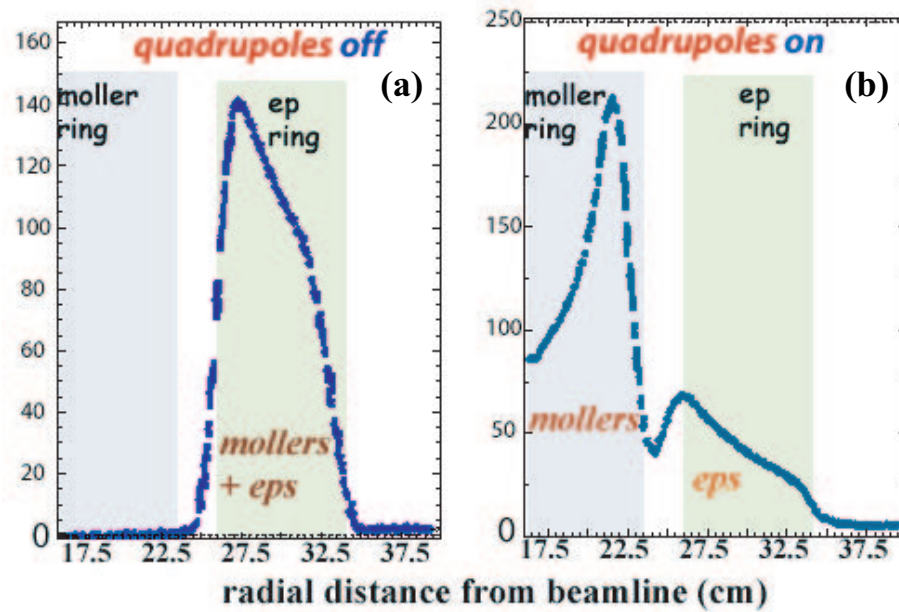 quadrupoles off
(a)
moller
ring
ep
ring
mollers
+ eps
160
140
120
100
80
60
40
20
0
17.5 22.5 27.5 32.5 37.5
quadrupoles on
(b)
moller
ring
ep
ring
mollers
eps
250
200
150
100
50
0
17.5 22.5 27.5 32.5 37.5
radial distance from beamline (cm)